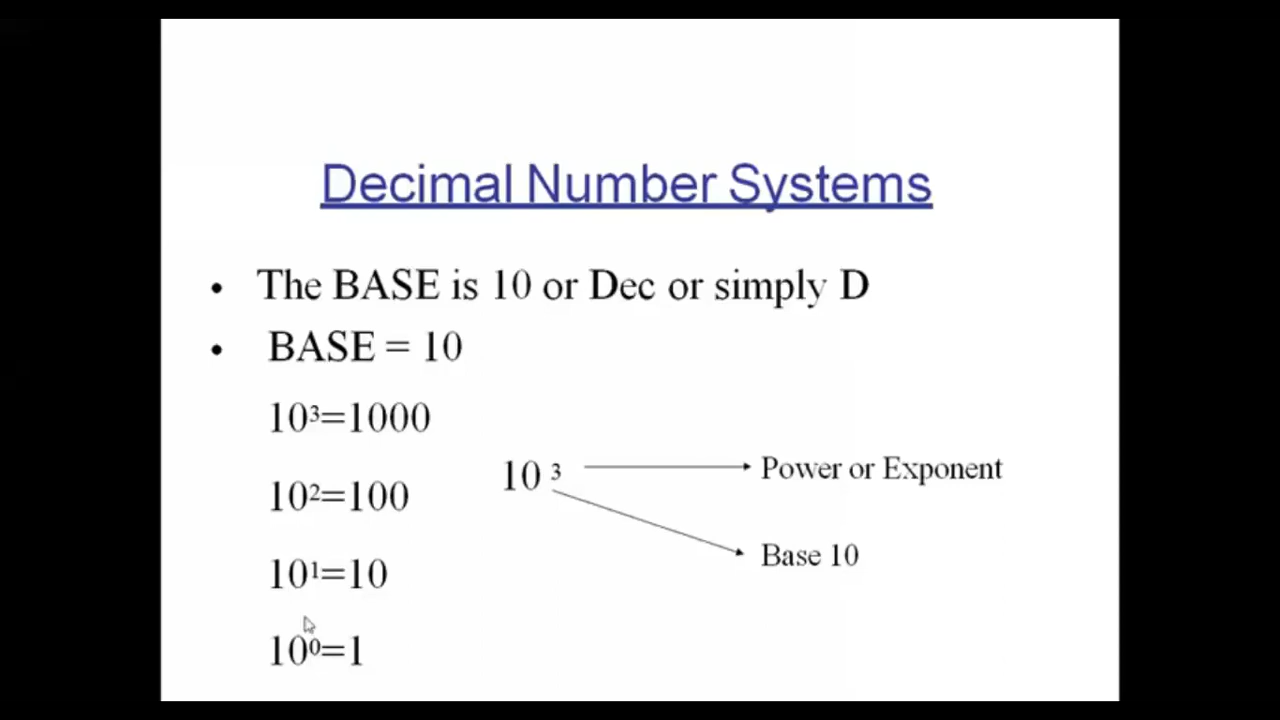 Decimal Number Systems
• The BASE is 10 or Dec or simply D
• BASE = 10
10³=1000
10 ³ Power or Exponent
10²=100
Base 10
10¹=10
10⁰=1